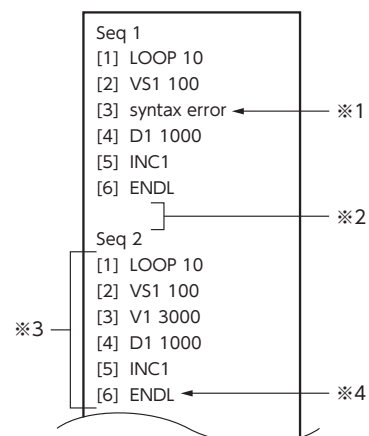 Seq 1
[1] LOOP 10
[2] VS1 100
[3] syntax error ※1
[4] D1 1000
[5] INC1
[6] ENDL
※2
Seq 2
[1] LOOP 10
[2] VS1 100
[3] V1 3000
※3
[4] D1 1000
[5] INC1
[6] ENDL ※4